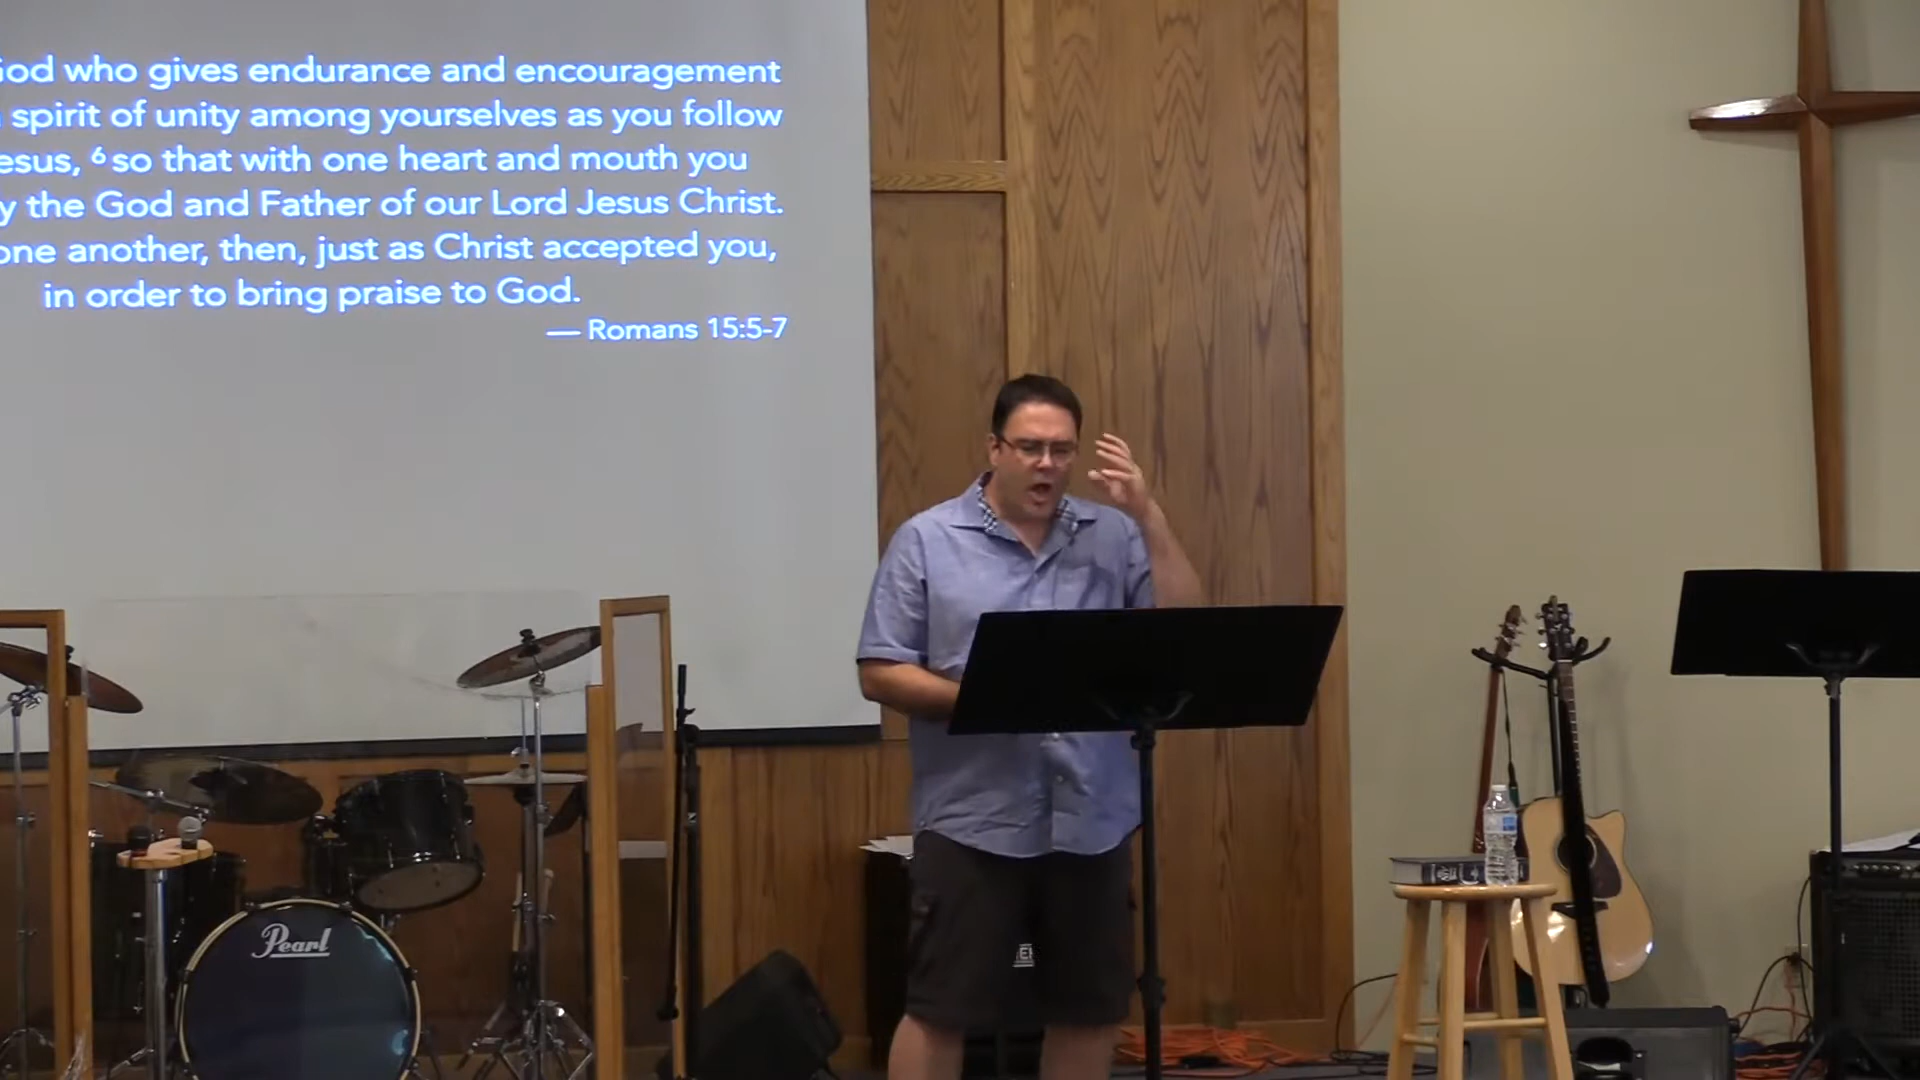 God who gives endurance and encouragement
spirit of unity among yourselves as you follow
esus, ⁶ so that with one heart and mouth you
y the God and Father of our Lord Jesus Christ.
one another, then, just as Christ accepted you,
in order to bring praise to God.
— Romans 15:5-7
Pearl